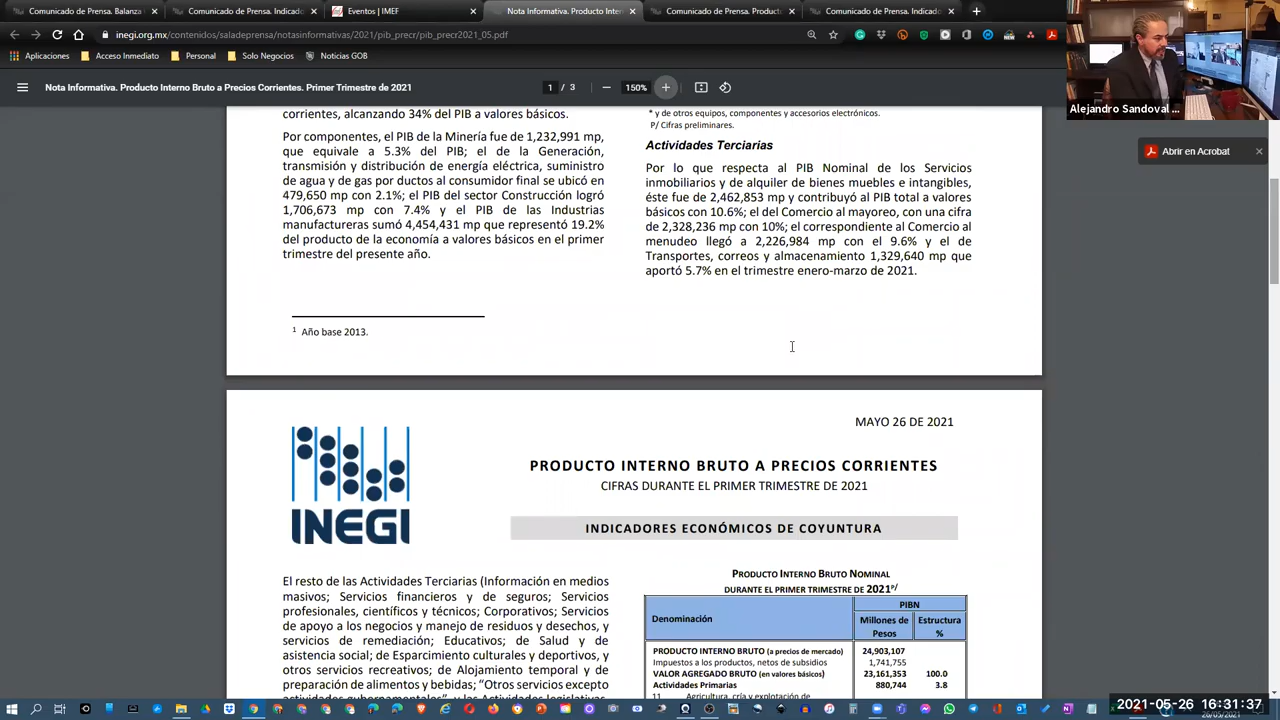 Comunicado de Prensa. Balanza
Comunicado de Prensa. Indicado
Eventos | IMEF
Nota Informativa. Producto Inter
Comunicado de Prensa. Product
Comunicado de Prensa. Indicado
inegi.org.mx/contenidos/saladeprensa/notasinformativas/2021/pib_precr/pib_precr2021_05.pdf
Aplicaciones
Acceso Inmediato
Personal
Solo Negocios
Noticias GOB
Nota Informativa. Producto Interno Bruto a Precios Corrientes. Primer Trimestre de 2021
1 / 3
150%
Alejandro Sandoval ...
Abrir en Acrobat
corrientes, alcanzando 34% del PIB a valores básicos.
Por componentes, el PIB de la Minería fue de 1,232,991 mp,
que equivale a 5.3% del PIB; el de la Generación,
transmisión y distribución de energía eléctrica, suministro
de agua y de gas por ductos al consumidor final se ubicó en
479,650 mp con 2.1%; el PIB del sector Construcción logró
1,706,673 mp con 7.4% y el PIB de las Industrias
manufactureras sumó 4,454,431 mp que representó 19.2%
del producto de la economía a valores básicos en el primer
trimestre del presente año.
1 Año base 2013.
* y de otros equipos, componentes y accesorios electrónicos.
P/ Cifras preliminares.
Actividades Terciarias
Por lo que respecta al PIB Nominal de los Servicios
inmobiliarios y de alquiler de bienes muebles e intangibles,
éste fue de 2,462,853 mp y contribuyó al PIB total a valores
básicos con 10.6%; el del Comercio al mayoreo, con una cifra
de 2,328,236 mp con 10%; el correspondiente al Comercio al
menudeo llegó a 2,226,984 mp con el 9.6% y el de
Transportes, correos y almacenamiento 1,329,640 mp que
aportó 5.7% en el trimestre enero-marzo de 2021.
MAYO 26 DE 2021
INEGI
PRODUCTO INTERNO BRUTO A PRECIOS CORRIENTES
CIFRAS DURANTE EL PRIMER TRIMESTRE DE 2021
INDICADORES ECONÓMICOS DE COYUNTURA
El resto de las Actividades Terciarias (Información en medios
masivos; Servicios financieros y de seguros; Servicios
profesionales, científicos y técnicos; Corporativos; Servicios
de apoyo a los negocios y manejo de residuos y desechos, y
servicios de remediación; Educativos; de Salud y de
asistencia social; de Esparcimiento culturales y deportivos, y
otros servicios recreativos; de Alojamiento temporal y de
preparación de alimentos y bebidas; "Otros servicios excepto
PRODUCTO INTERNO BRUTO NOMINAL
DURANTE EL PRIMER TRIMESTRE DE 2021P/
Denominación
PIBN
Millones de Pesos
Estructura %
PRODUCTO INTERNO BRUTO (a precios de mercado) 24,903,107
Impuestos a los productos, netos de subsidios 1,741,755
VALOR AGREGADO BRUTO (en valores básicos) 23,161,353 100.0
Actividades Primarias 880,744 3.8
11 Agricultura, cría y explotación de
2021-05-26 16:31:37